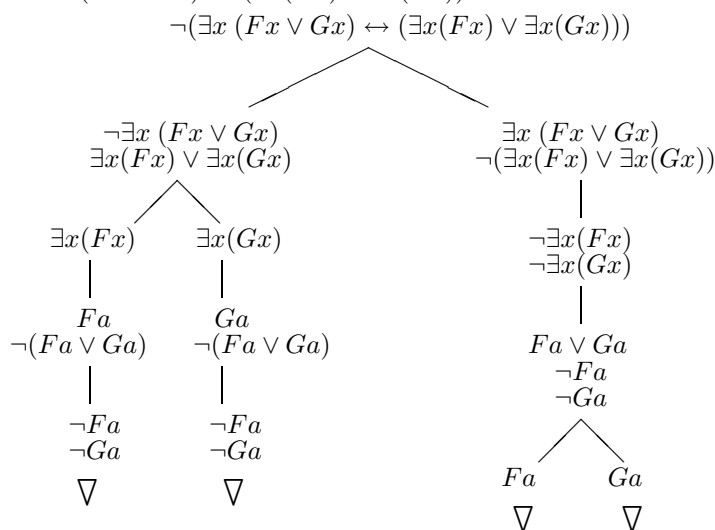 ¬(∃x (Fx ∨ Gx) ↔ (∃x(Fx) ∨ ∃x(Gx)))
¬∃x (Fx ∨ Gx)
∃x(Fx) ∨ ∃x(Gx)
∃x (Fx ∨ Gx)
¬(∃x(Fx) ∨ ∃x(Gx))
∃x(Fx)
∃x(Gx)
¬∃x(Fx)
¬∃x(Gx)
Fa
¬(Fa ∨ Ga)
Ga
¬(Fa ∨ Ga)
Fa ∨ Ga
¬Fa
¬Ga
¬Fa
¬Ga
¬Fa
¬Ga
Fa
Ga
∇
∇
∇
∇